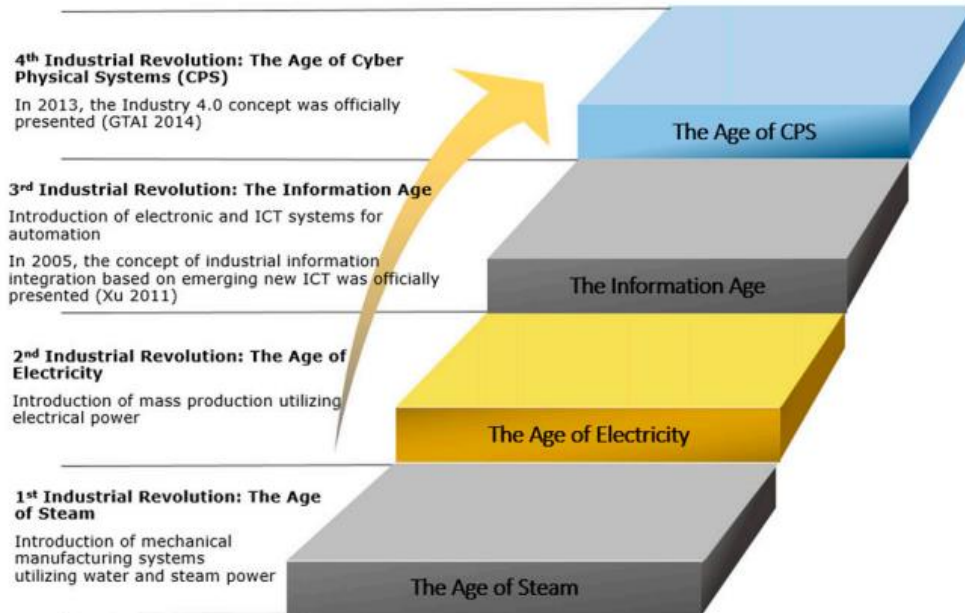 4th Industrial Revolution: The Age of Cyber
Physical Systems (CPS)
In 2013, the Industry 4.0 concept was officially
presented (GTAI 2014)
The Age of CPS
3rd Industrial Revolution: The Information Age
Introduction of electronic and ICT systems for
automation
In 2005, the concept of industrial information
integration based on emerging new ICT was officially
presented (Xu 2011)
The Information Age
2nd Industrial Revolution: The Age of
Electricity
Introduction of mass production utilizing
electrical power
The Age of Electricity
1st Industrial Revolution: The Age
of Steam
Introduction of mechanical
manufacturing systems
utilizing water and steam power
The Age of Steam